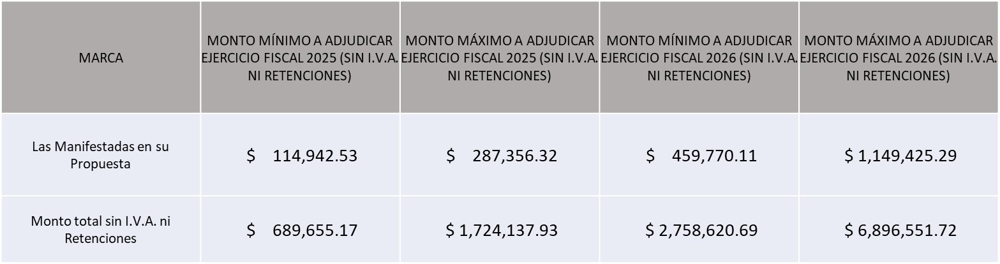 MARCA
MONTO MÍNIMO A ADJUDICAR
EJERCICIO FISCAL 2025 (SIN I.V.A.
NI RETENCIONES)
MONTO MÁXIMO A ADJUDICAR
EJERCICIO FISCAL 2025 (SIN I.V.A.
NI RETENCIONES)
MONTO MÍNIMO A ADJUDICAR
EJERCICIO FISCAL 2026 (SIN I.V.A.
NI RETENCIONES)
MONTO MÁXIMO A ADJUDICAR
EJERCICIO FISCAL 2026 (SIN I.V.A.
NI RETENCIONES)
Las Manifestadas en su
Propuesta
$ 114,942.53
$ 287,356.32
$ 459,770.11
$ 1,149,425.29
Monto total sin I.V.A. ni
Retenciones
$ 689,655.17
$ 1,724,137.93
$ 2,758,620.69
$ 6,896,551.72